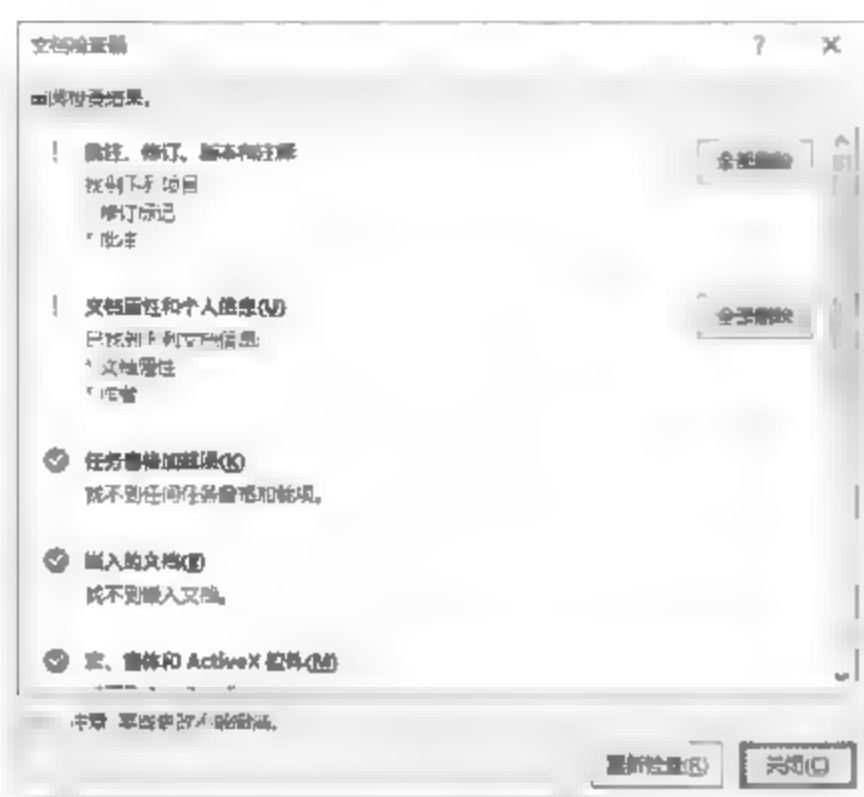 文档检查器
审阅检查结果。
批注、修订、版本和注释
全部删除
找到下列项目
修订标记
* 批注
文档属性和个人信息(U)
全部删除
已找到下列文档信息:
* 文档属性
* 作者
任务窗格加载项(K)
找不到任何任务窗格加载项。
嵌入的文档(E)
找不到嵌入文档。
宏、窗体和 ActiveX 控件(M)
注意: 某些更改不能撤消。
重新检查(R)
关闭(C)